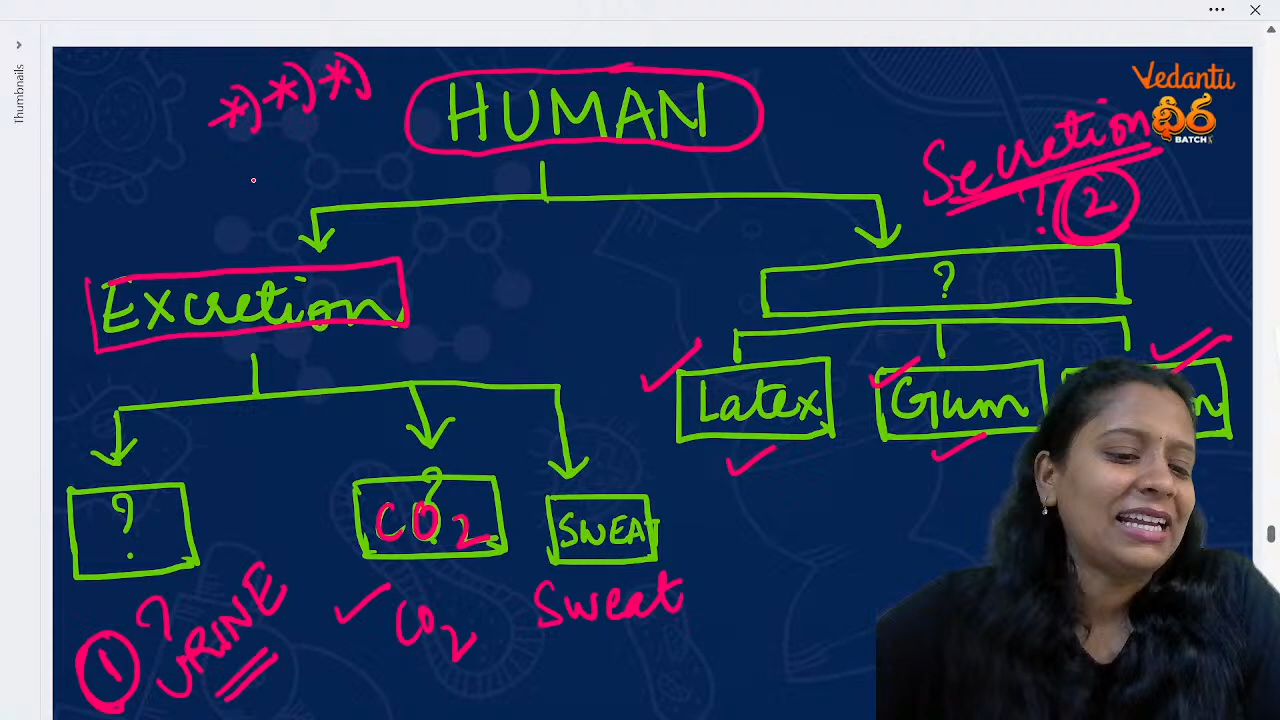 Thumbnails
*) *) *)
HUMAN
Vedantu
ధీర
BATCH
Secretion
? 2
Excretion
?
Latex
Gum
?
?
CO2
SWEAT
1 ? URINE
CO2
Sweat